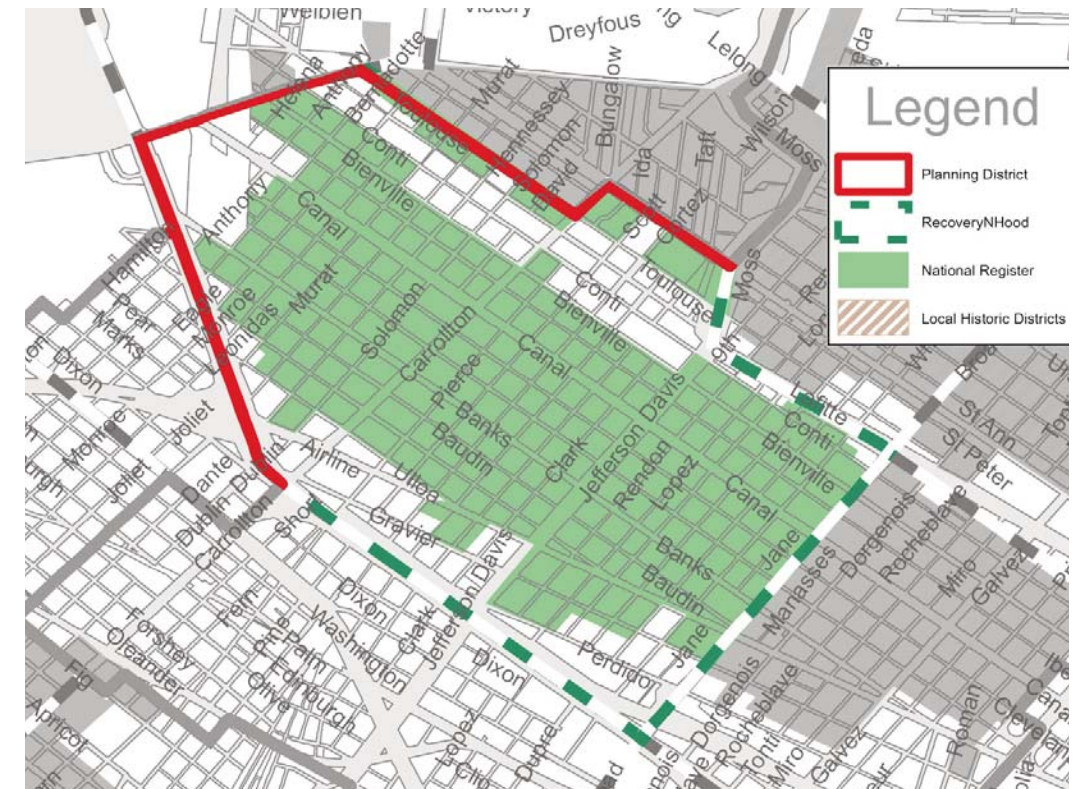 Victory
Dreyfous
Lelong
Legend
Planning District
RecoveryNHood
National Register
Local Historic Districts
Helena
Anthony
Bernadotte
Toulouse
Murat
Hennessey
Solomon
David
Bungalow
Ida
Taft
Wilson
Moss
Scott
Cortez
Conti
Bienville
Canal
Anthony
Hamilton
Pear
Marks
Eagle
Monroe
Leonidas
Murat
Solomon
Carrollton
Pierce
Banks
Baudin
Conti
Toulouse
Moss
9th
Bienville
Canal
Clark
Jefferson Davis
Rendon
Lopez
Lafitte
Conti
Bienville
Canal
Jane
Banks
Baudin
Jane
St Ann
St Peter
Dixon
Monroe
Joliet
Joliet
Dante
Dublin
Dublin
Carrollton
Airline
Ulloa
Gravier
Dixon
Clark
Jefferson Davis
Dixon
Perdido
Manasses
Dorgenois
Rocheblave
Miro
Galvez
Fern
Pine
Palm
Edinburgh
Olive
Washington
Forshey
Oleander
Fig
Apricot
Lopez
Dupre
Dorgenois
Rocheblave
Tonti
Miro
Galvez
Roman